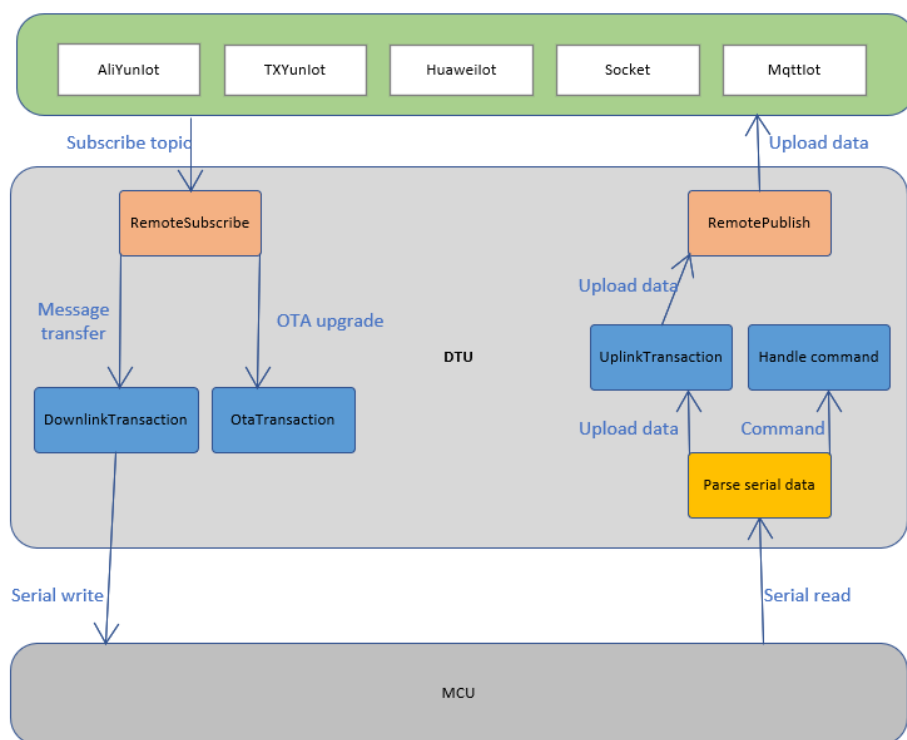 AliYunIot
TXYunIot
HuaweiIot
Socket
MqttIot
Subscribe topic
Upload data
RemoteSubscribe
RemotePublish
Message
transfer
OTA upgrade
Upload data
DTU
UplinkTransaction
Handle command
DownlinkTransaction
OtaTransaction
Upload data
Command
Parse serial data
Serial write
Serial read
MCU